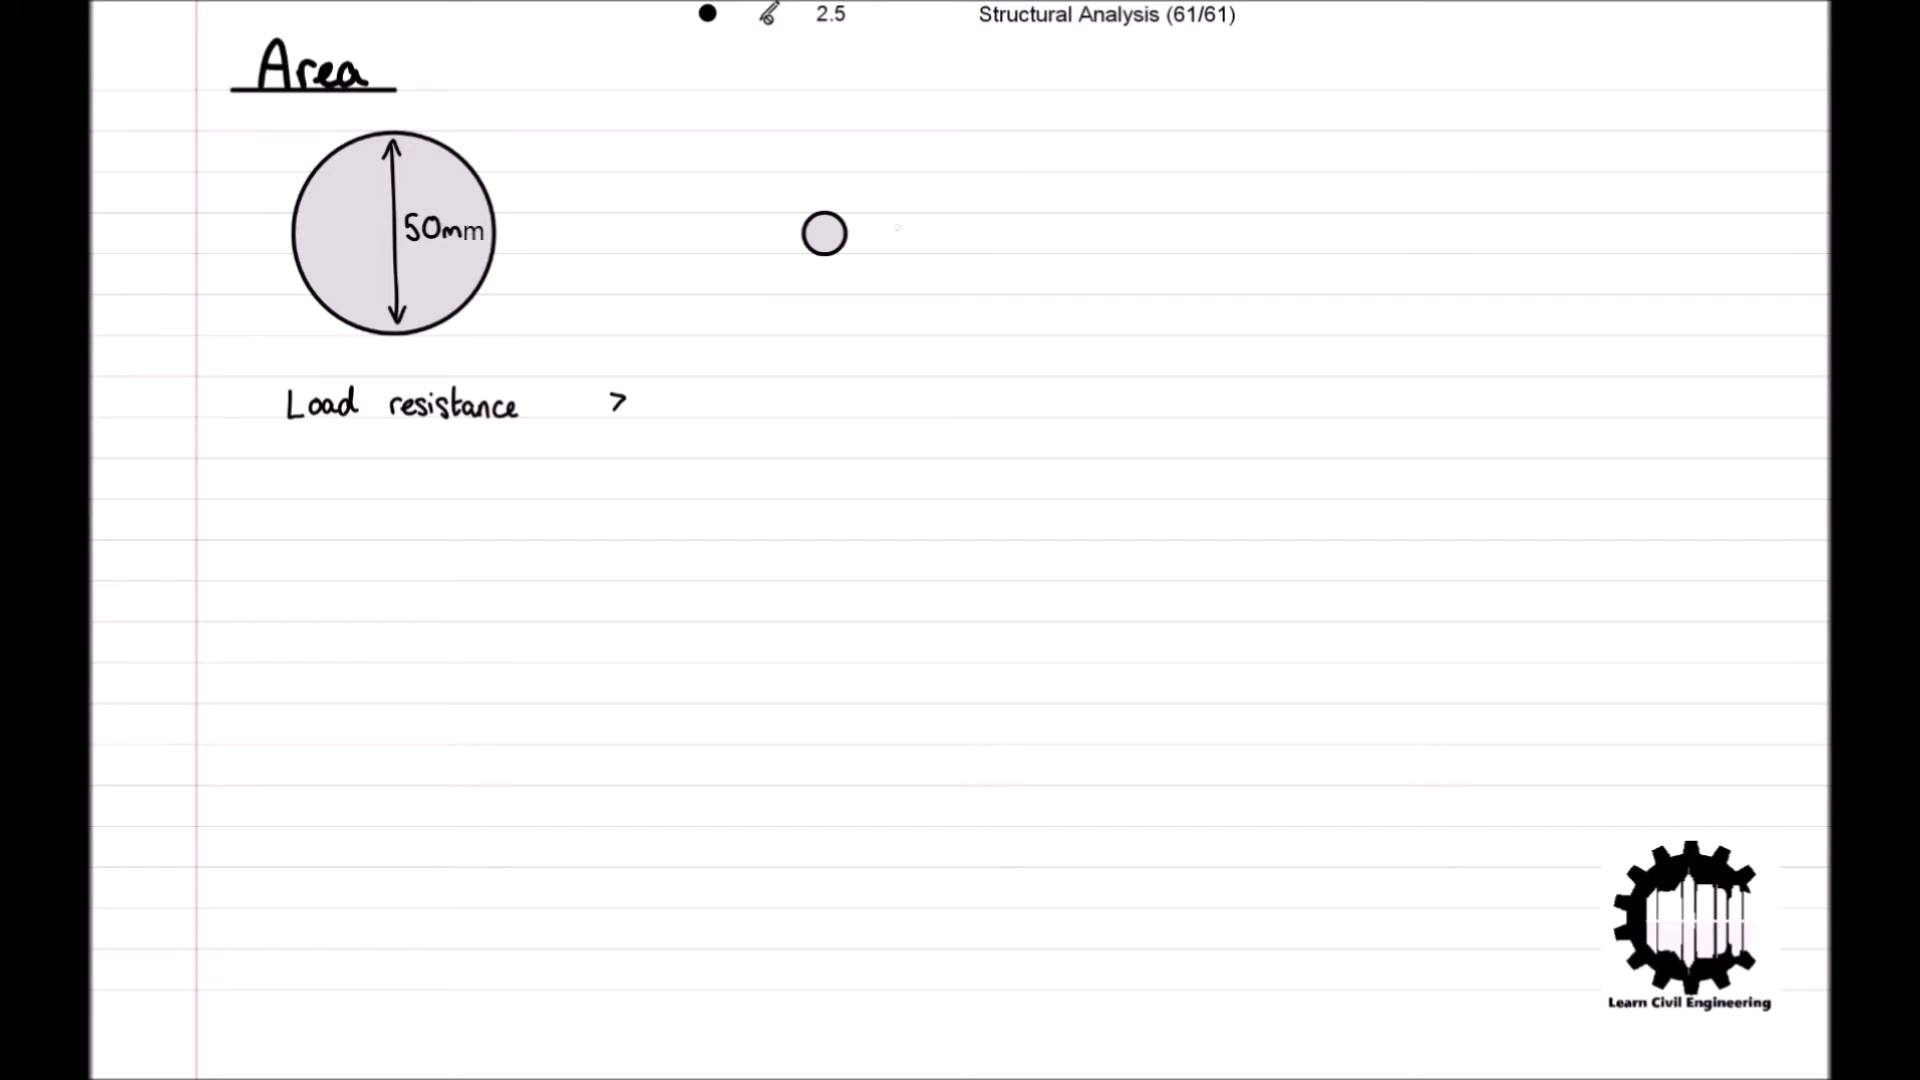 2.5 Structural Analysis (61/61)
Area
50mm
Load resistance >
Learn Civil Engineering